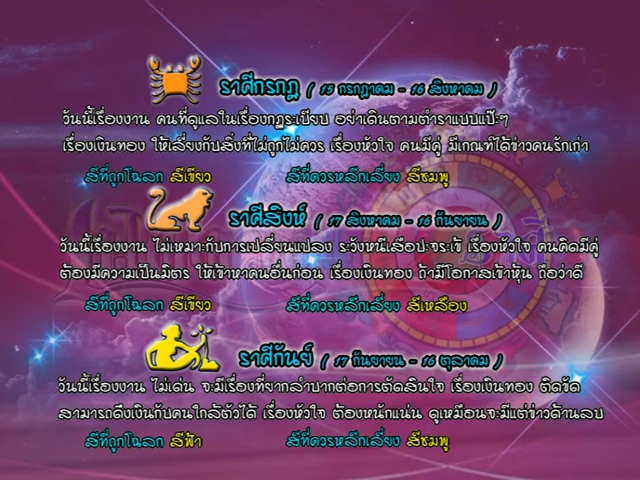 ราศีกรกฎ ( 15 กรกฎาคม - 16 สิงหาคม )
วันนี้เรื่องงาน คนที่ดูแลในเรื่องกฎระเบียบ อย่าเดินตามตำราแบบแป๊ะๆ
เรื่องเงินทอง ให้เลี่ยงกับสิ่งที่ไม่ถูกไม่ควร เรื่องหัวใจ คนมีคู่ มีเกณฑ์ได้ข่าวคนรักเก่า
สีที่ถูกโฉลก สีเขียว สีที่ควรหลีกเลี่ยง สีชมพู
ราศีสิงห์ ( 17 สิงหาคม - 16 กันยายน )
วันนี้เรื่องงาน ไม่เหมาะกับการเปลี่ยนแปลง ระวังหนีเสือปะจระเข้ เรื่องหัวใจ คนคิดมีคู่
ต้องมีความเป็นมิตร ให้เข้าหาคนอื่นก่อน เรื่องเงินทอง ถ้ามีโอกาสเข้าหุ้น ถือว่าดี
สีที่ถูกโฉลก สีเขียว สีที่ควรหลีกเลี่ยง สีเหลือง
ราศีกันย์ ( 17 กันยายน - 16 ตุลาคม )
วันนี้เรื่องงาน ไม่เด่น จะมีเรื่องที่ยากลำบากต่อการตัดสินใจ เรื่องเงินทอง ติดขัด
สามารถดึงเงินกับคนใกล้ตัวได้ เรื่องหัวใจ ต้องหนักแน่น ดูเหมือนจะมีแต่ข่าวด้านลบ
สีที่ถูกโฉลก สีฟ้า สีที่ควรหลีกเลี่ยง สีชมพู